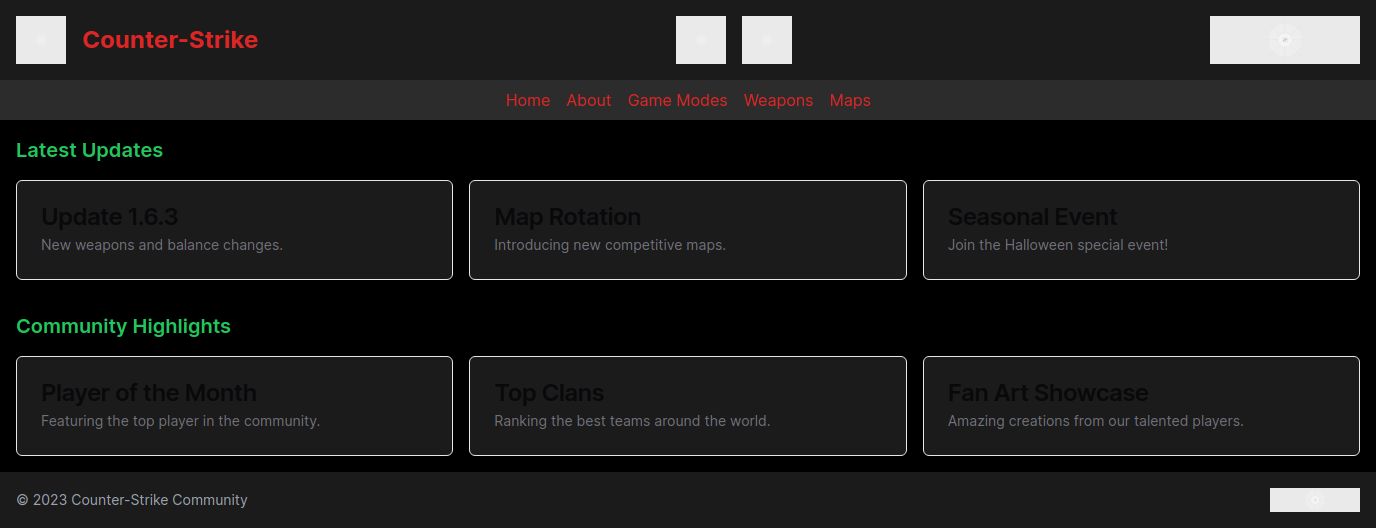 Counter-Strike
Home About Game Modes Weapons Maps
Latest Updates
Update 1.6.3
New weapons and balance changes.
Map Rotation
Introducing new competitive maps.
Seasonal Event
Join the Halloween special event!
Community Highlights
Player of the Month
Featuring the top player in the community.
Top Clans
Ranking the best teams around the world.
Fan Art Showcase
Amazing creations from our talented players.
© 2023 Counter-Strike Community